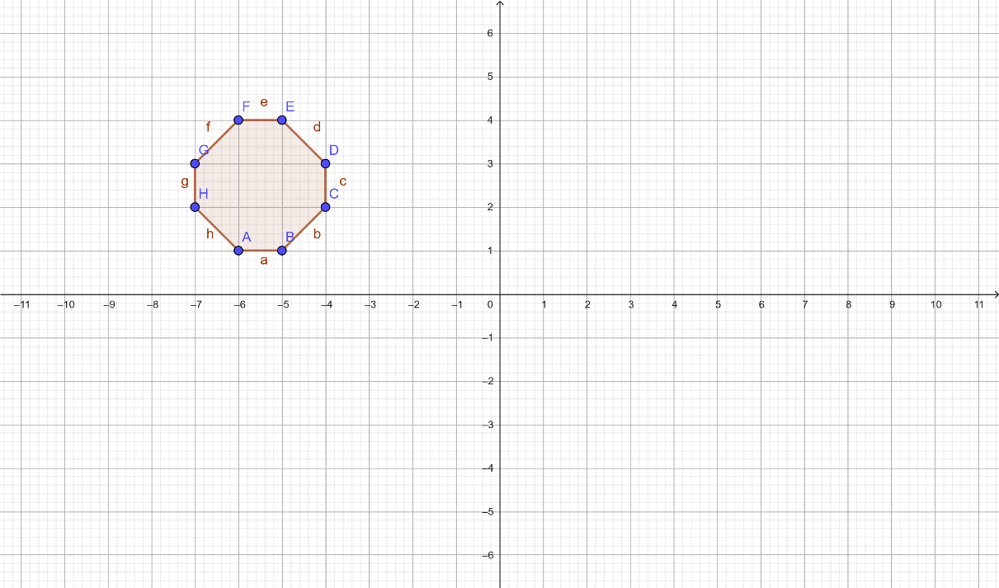 6
5
e
F E
4
f d
G D
3
g c
H C
2
h A B b
1
a
–11 –10 –9 –8 –7 –6 –5 –4 –3 –2 –1 0 1 2 3 4 5 6 7 8 9 10 11
–1
–2
–3
–4
–5
–6